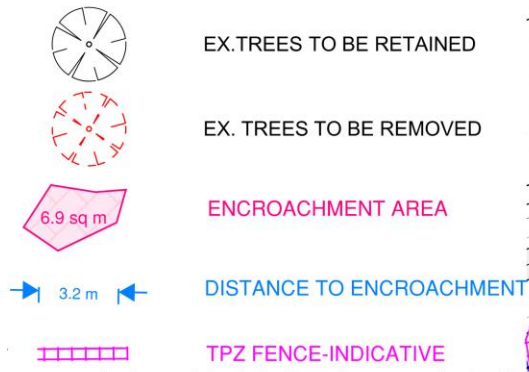 EX.TREES TO BE RETAINED
EX. TREES TO BE REMOVED
6.9 sq m
ENCROACHMENT AREA
3.2 m
DISTANCE TO ENCROACHMENT
TPZ FENCE-INDICATIVE